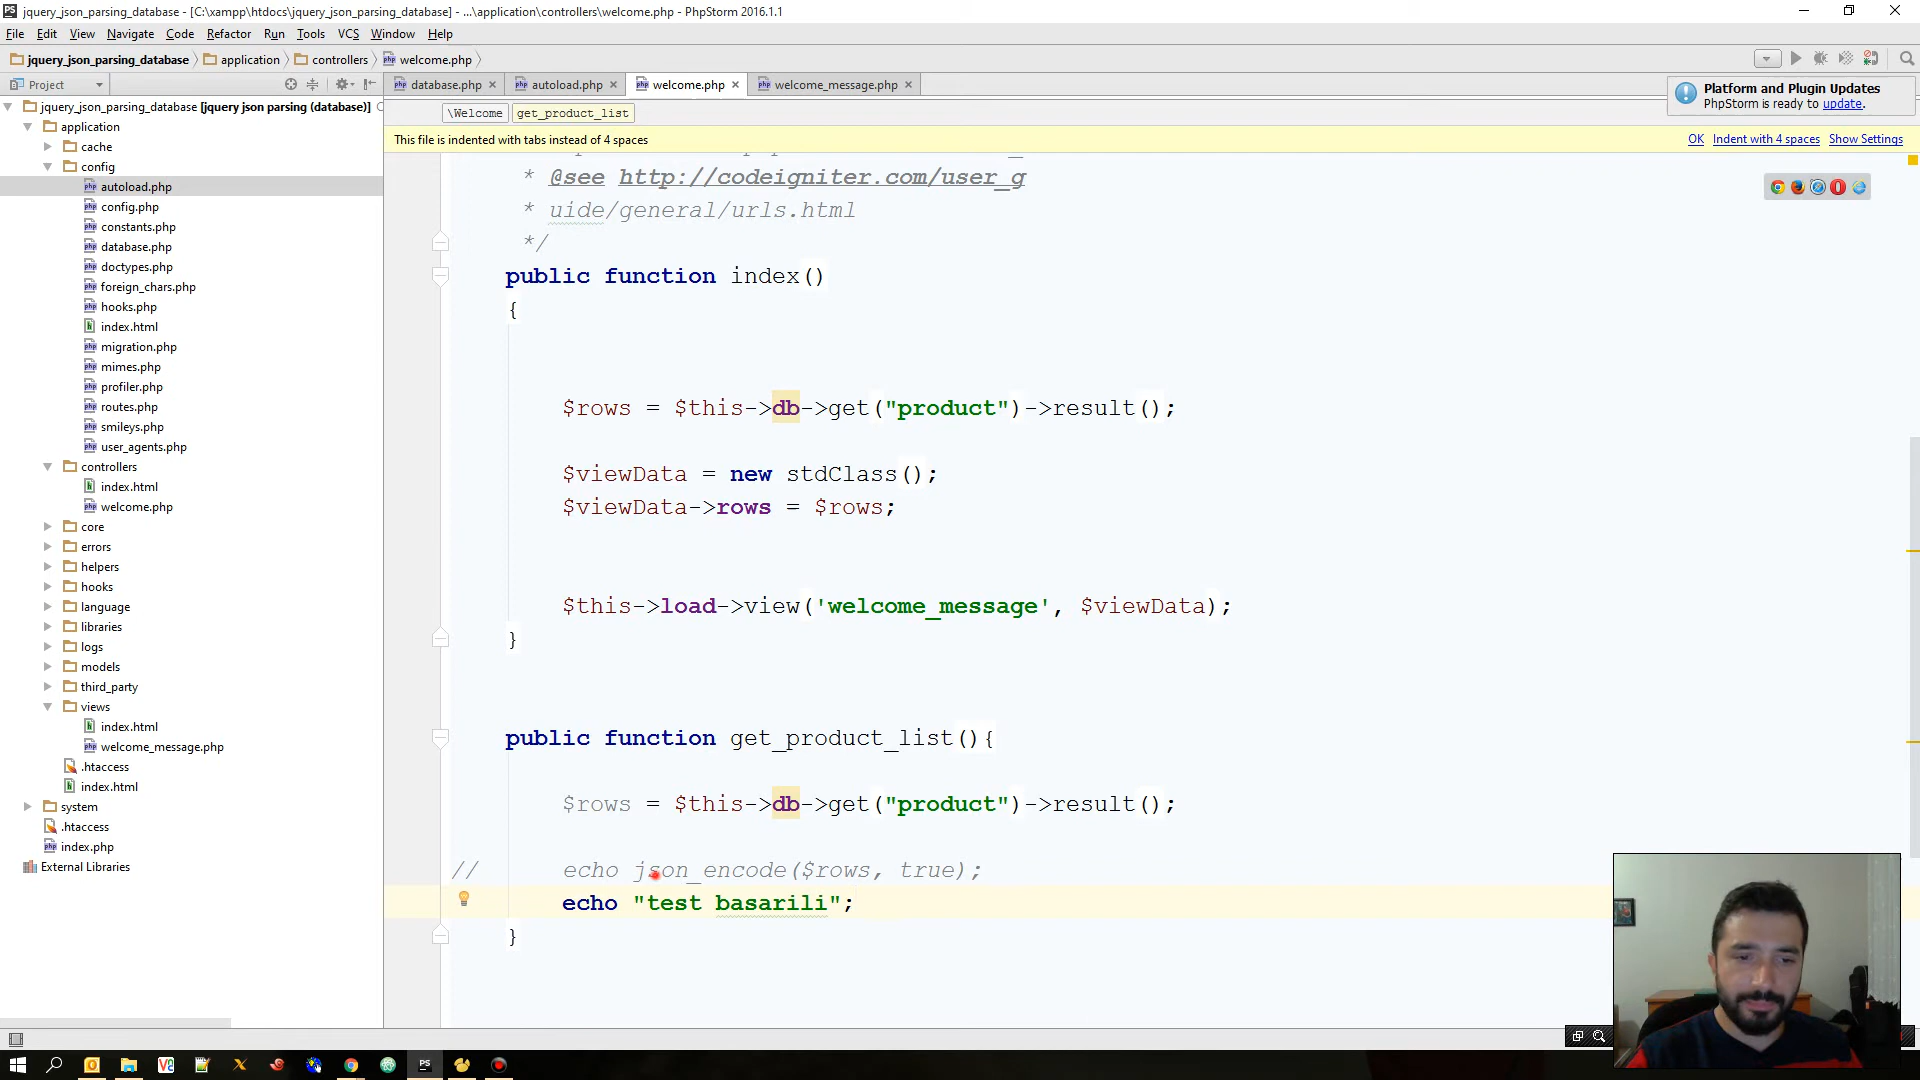 PS jquery_json_parsing_database - [C:\xampp\htdocs\jquery_json_parsing_database] - ...\application\controllers\welcome.php - PhpStorm 2016.1.1
File Edit View Navigate Code Refactor Run Tools VCS Window Help
jquery_json_parsing_database application controllers welcome.php
Project
database.php autoload.php welcome.php welcome_message.php
Platform and Plugin Updates
PhpStorm is ready to update.
\Welcome get_product_list
This file is indented with tabs instead of 4 spaces
OK Indent with 4 spaces Show Settings
jquery_json_parsing_database [jquery json parsing (database)]
application
cache
config
autoload.php
config.php
constants.php
database.php
doctypes.php
foreign_chars.php
hooks.php
index.html
migration.php
mimes.php
profiler.php
routes.php
smileys.php
user_agents.php
controllers
index.html
welcome.php
core
errors
helpers
hooks
language
libraries
logs
models
third_party
views
index.html
welcome_message.php
.htaccess
index.html
system
.htaccess
index.php
External Libraries
* @see http://codeigniter.com/user_g
* uide/general/urls.html
*/
public function index()
{
$rows = $this->db->get("product")->result();
$viewData = new stdClass();
$viewData->rows = $rows;
$this->load->view('welcome_message', $viewData);
}
public function get_product_list(){
$rows = $this->db->get("product")->result();
// echo json_encode($rows, true);
echo "test basarili";
}